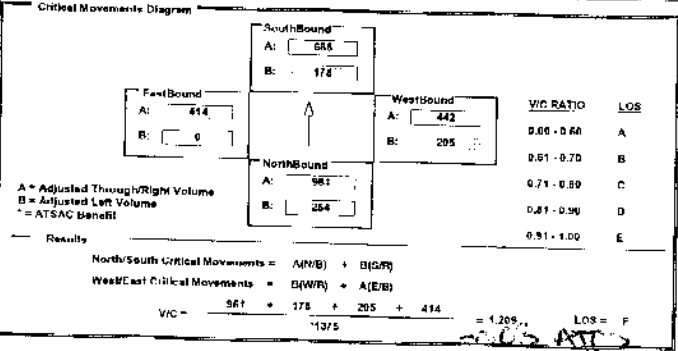 Critical Movements Diagram
SouthBound
A: 688
B: 178
EastBound
A: 414
B: 0
WestBound
A: 442
B: 205
NorthBound
A: 961
B: 254
V/C RATIO LOS
0.00 - 0.60 A
0.61 - 0.70 B
0.71 - 0.80 C
0.81 - 0.90 D
0.91 - 1.00 E
A = Adjusted Through/Right Volume
B = Adjusted Left Volume
* = ATSAC Benefit
Results
North/South Critical Movements = A(N/B) + B(S/B)
West/East Critical Movements = B(W/B) + A(E/B)
V/C = 961 + 178 + 205 + 414 = 1.209 LOS = F
*1375